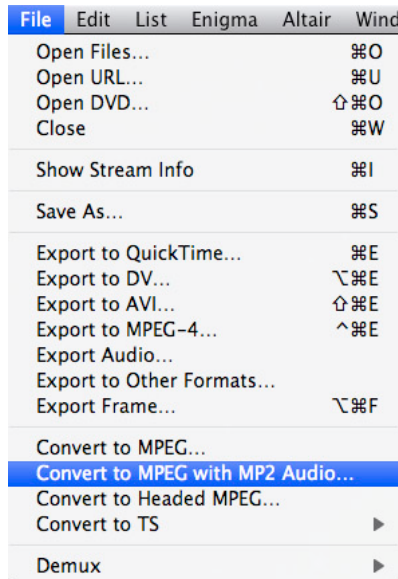 File Edit List Enigma Altair Wind
Open Files... ⌘O
Open URL... ⌘U
Open DVD... ⇧⌘O
Close ⌘W
Show Stream Info ⌘I
Save As... ⌘S
Export to QuickTime... ⌘E
Export to DV... ⌥⌘E
Export to AVI... ⇧⌘E
Export to MPEG-4... ^⌘E
Export Audio...
Export to Other Formats...
Export Frame... ⌥⌘F
Convert to MPEG...
Convert to MPEG with MP2 Audio...
Convert to Headed MPEG...
Convert to TS
Demux